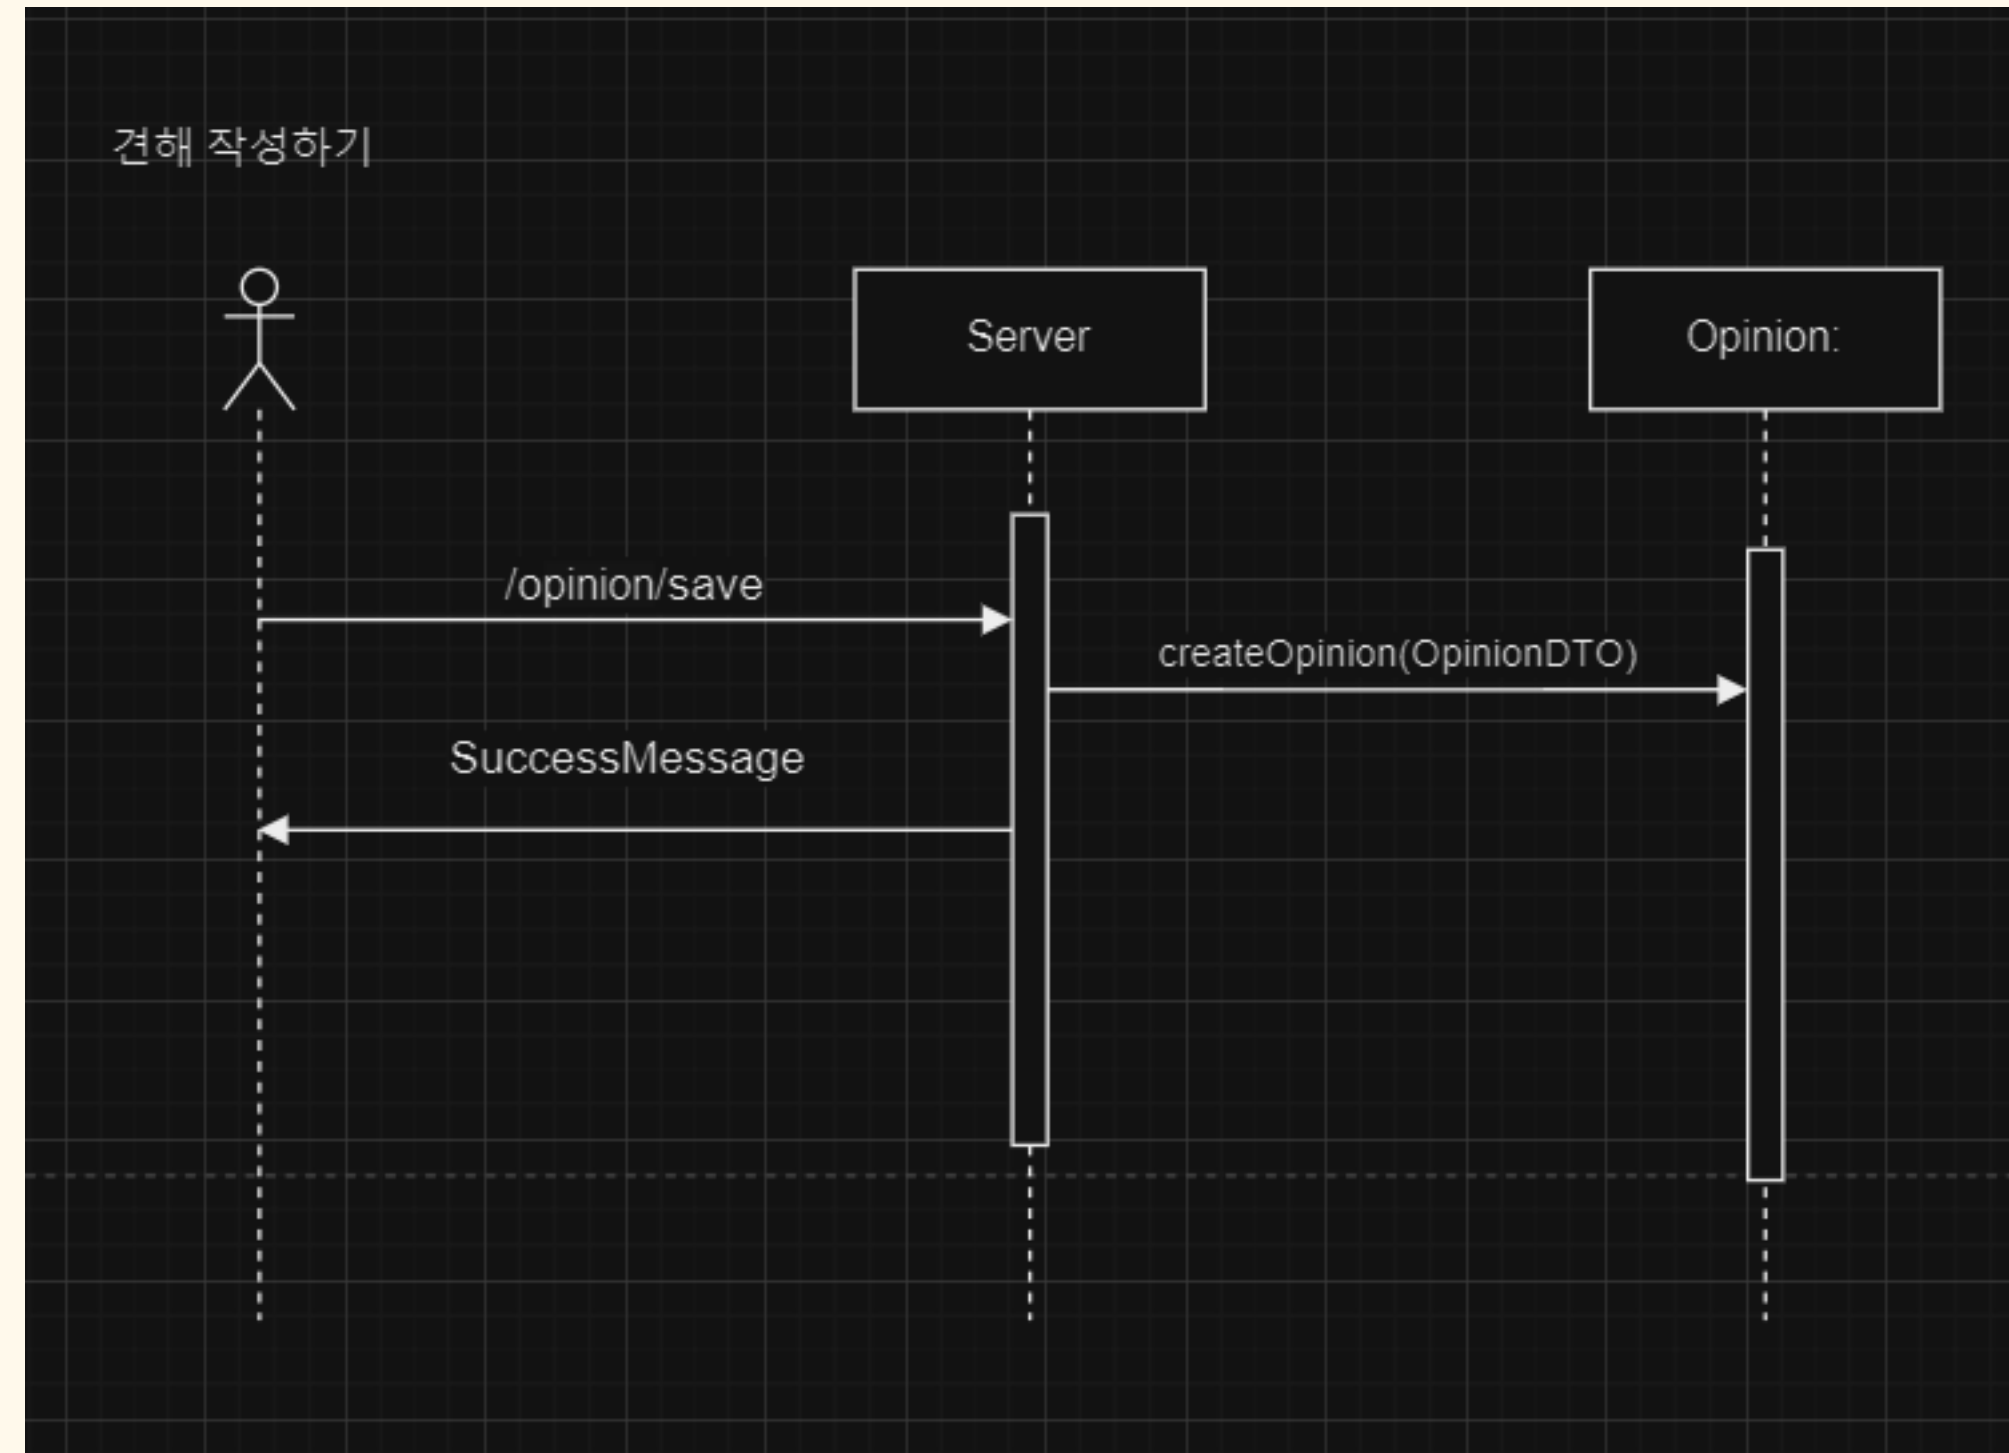 견해 작성하기
Server
Opinion:
/opinion/save
createOpinion(OpinionDTO)
SuccessMessage